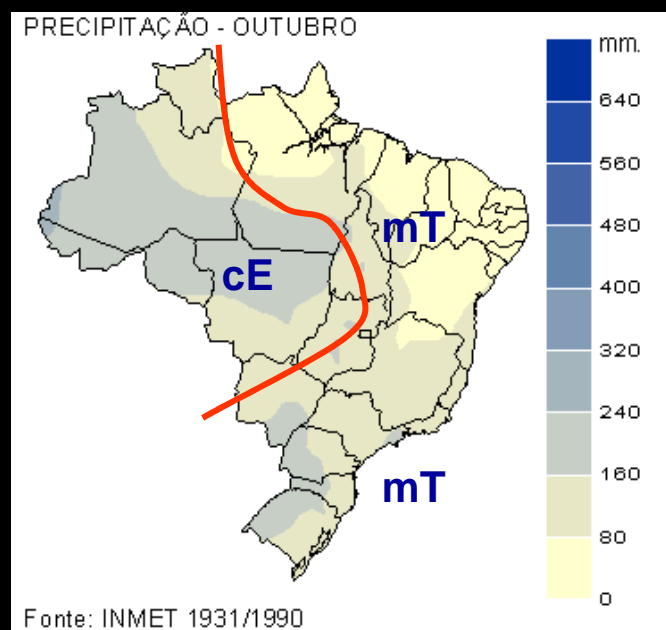 PRECIPITAÇÃO - OUTUBRO
mm.
640
560
480
400
320
240
160
80
0
mT
cE
mT
Fonte: INMET 1931/1990